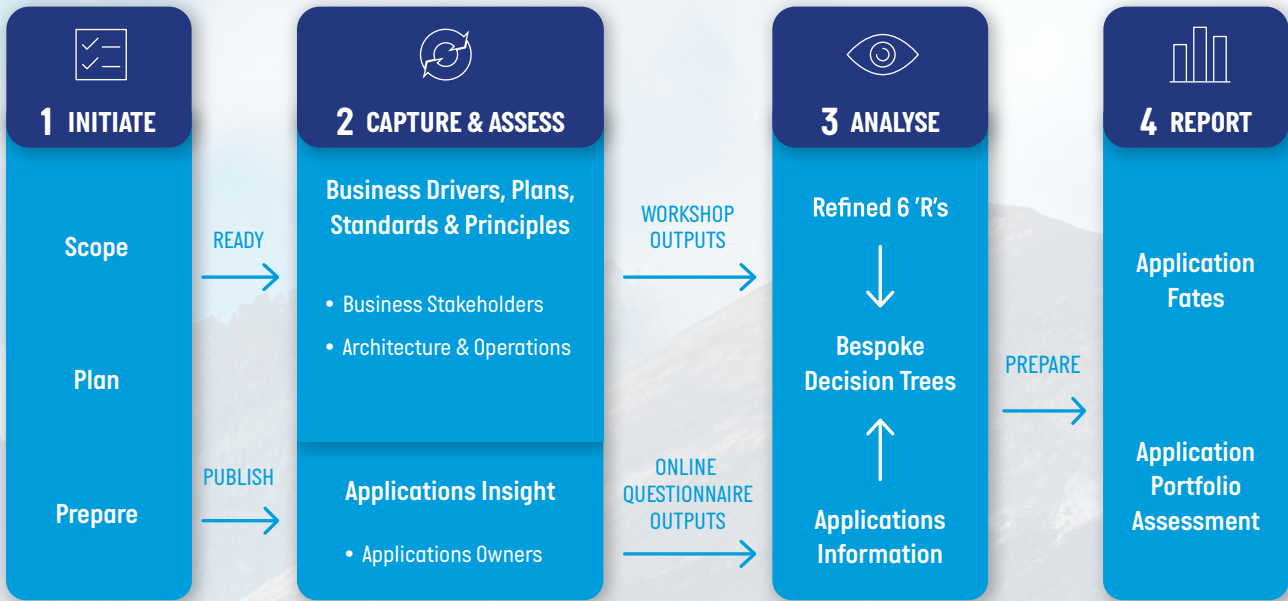 1 INITIATE
Scope
Plan
Prepare
READY
PUBLISH
2 CAPTURE & ASSESS
Business Drivers, Plans,
Standards & Principles
• Business Stakeholders
• Architecture & Operations
Applications Insight
• Applications Owners
WORKSHOP
OUTPUTS
ONLINE
QUESTIONNAIRE
OUTPUTS
3 ANALYSE
Refined 6 'R's
Bespoke
Decision Trees
Applications
Information
PREPARE
4 REPORT
Application
Fates
Application
Portfolio
Assessment